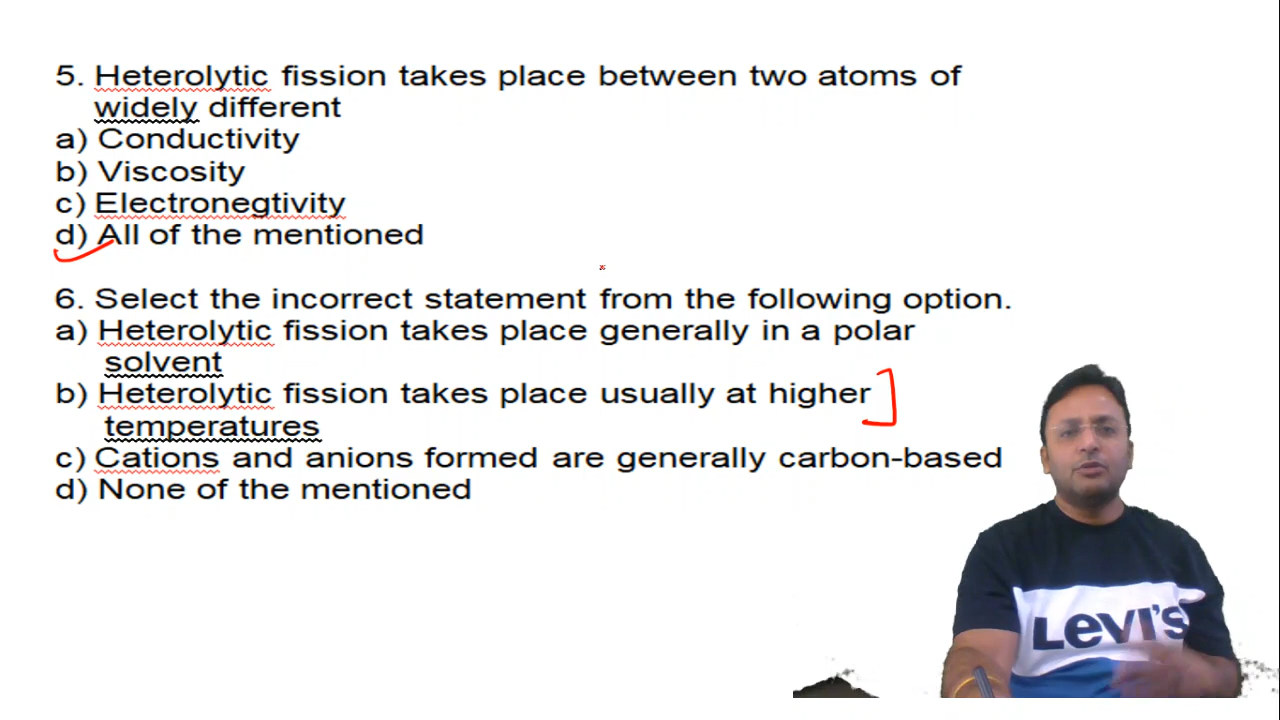 5. Heterolytic fission takes place between two atoms of
widely different
a) Conductivity
b) Viscosity
c) Electronegtivity
d) All of the mentioned
6. Select the incorrect statement from the following option.
a) Heterolytic fission takes place generally in a polar
solvent
b) Heterolytic fission takes place usually at higher
temperatures
c) Cations and anions formed are generally carbon-based
d) None of the mentioned
Levi's